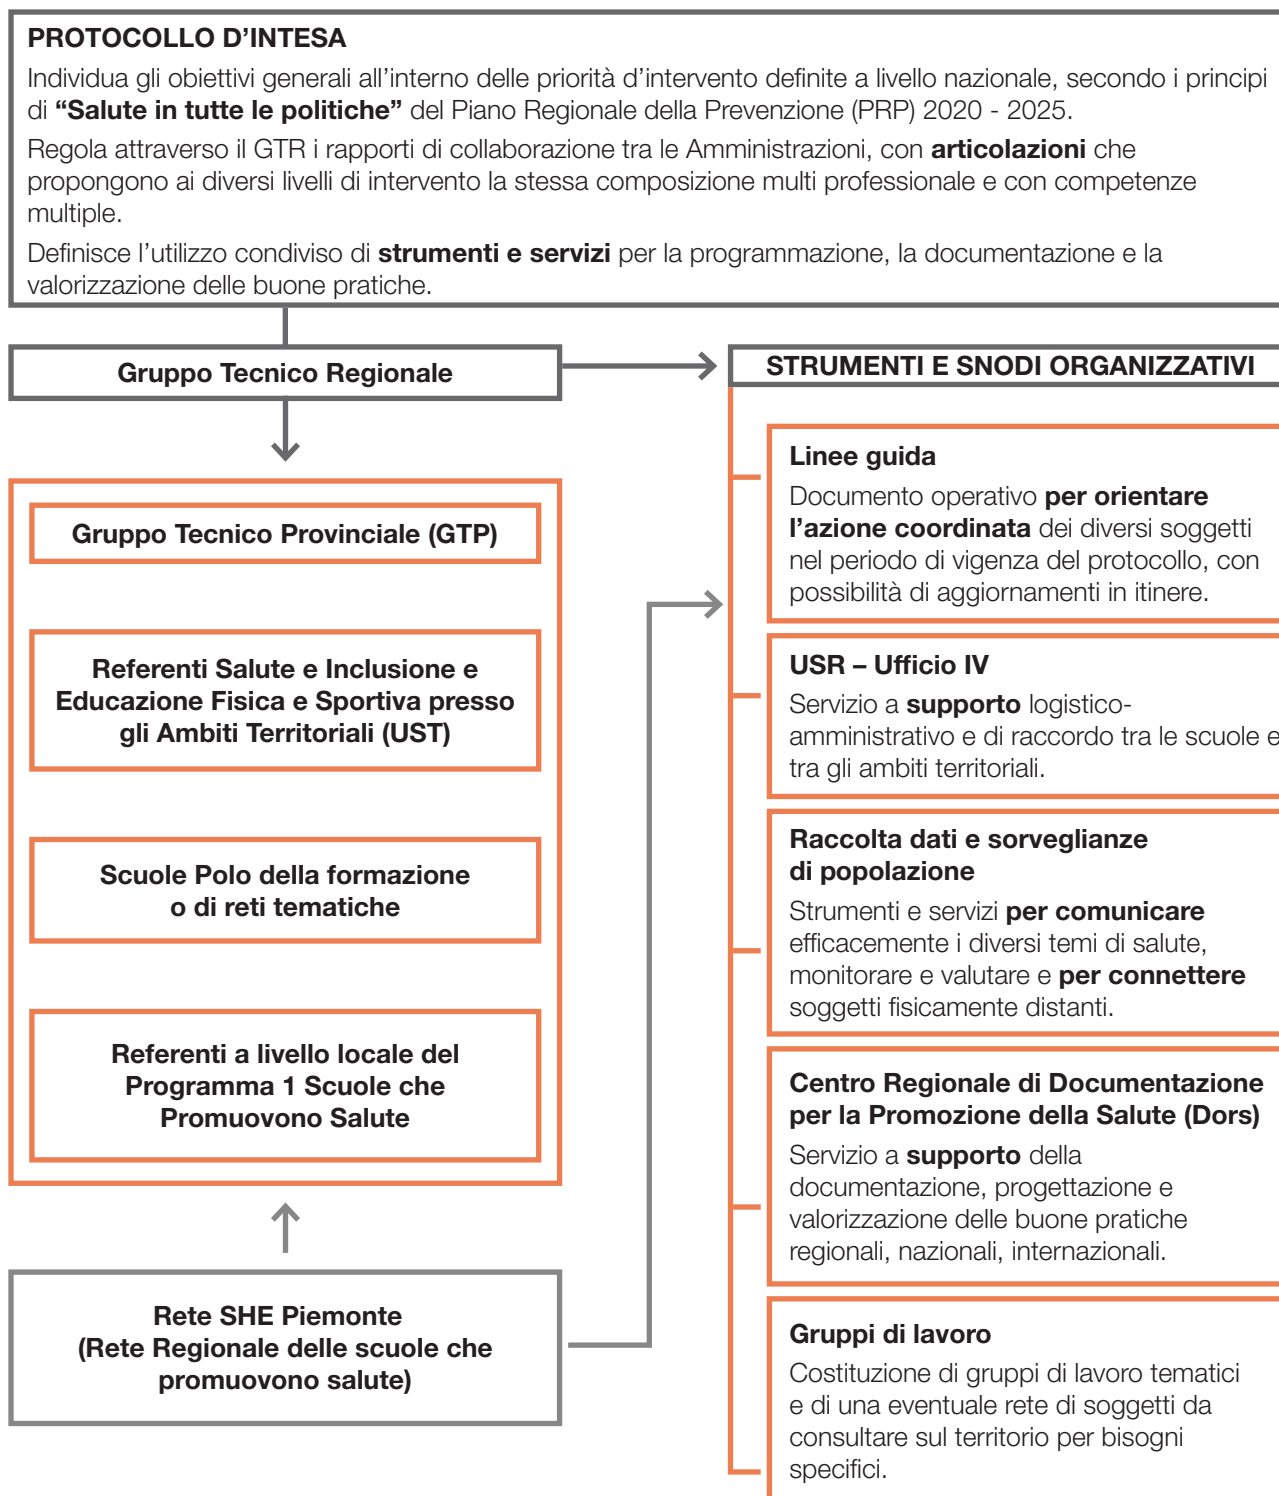 PROTOCOLLO D’INTESA
Individua gli obiettivi generali all’interno delle priorità d’intervento definite a livello nazionale, secondo i principi
di “Salute in tutte le politiche” del Piano Regionale della Prevenzione (PRP) 2020 - 2025.
Regola attraverso il GTR i rapporti di collaborazione tra le Amministrazioni, con articolazioni che
propongono ai diversi livelli di intervento la stessa composizione multi professionale e con competenze
multiple.
Definisce l’utilizzo condiviso di strumenti e servizi per la programmazione, la documentazione e la
valorizzazione delle buone pratiche.
Gruppo Tecnico Regionale
Gruppo Tecnico Provinciale (GTP)
Referenti Salute e Inclusione e
Educazione Fisica e Sportiva presso
gli Ambiti Territoriali (UST)
Scuole Polo della formazione
o di reti tematiche
Referenti a livello locale del
Programma 1 Scuole che
Promuovono Salute
Rete SHE Piemonte
(Rete Regionale delle scuole che
promuovono salute)
STRUMENTI E SNODI ORGANIZZATIVI
Linee guida
Documento operativo per orientare
l’azione coordinata dei diversi soggetti
nel periodo di vigenza del protocollo, con
possibilità di aggiornamenti in itinere.
USR – Ufficio IV
Servizio a supporto logistico-
amministrativo e di raccordo tra le scuole e
tra gli ambiti territoriali.
Raccolta dati e sorveglianze
di popolazione
Strumenti e servizi per comunicare
efficacemente i diversi temi di salute,
monitorare e valutare e per connettere
soggetti fisicamente distanti.
Centro Regionale di Documentazione
per la Promozione della Salute (Dors)
Servizio a supporto della
documentazione, progettazione e
valorizzazione delle buone pratiche
regionali, nazionali, internazionali.
Gruppi di lavoro
Costituzione di gruppi di lavoro tematici
e di una eventuale rete di soggetti da
consultare sul territorio per bisogni
specifici.